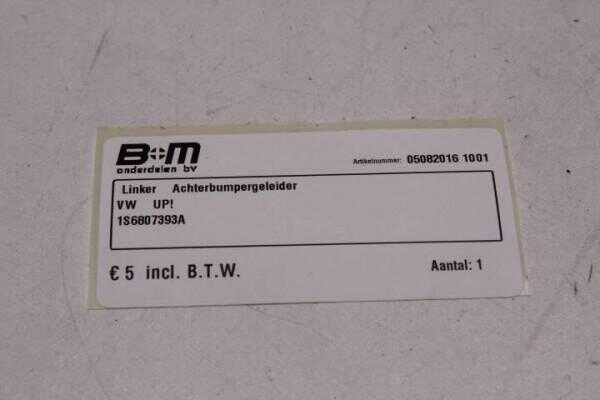 B+M
onderdelen bv
Artikelnummer: 05082016 1001
Linker Achterbumpergeleider
VW UP!
1S6807393A
€ 5 incl. B.T.W.
Aantal: 1